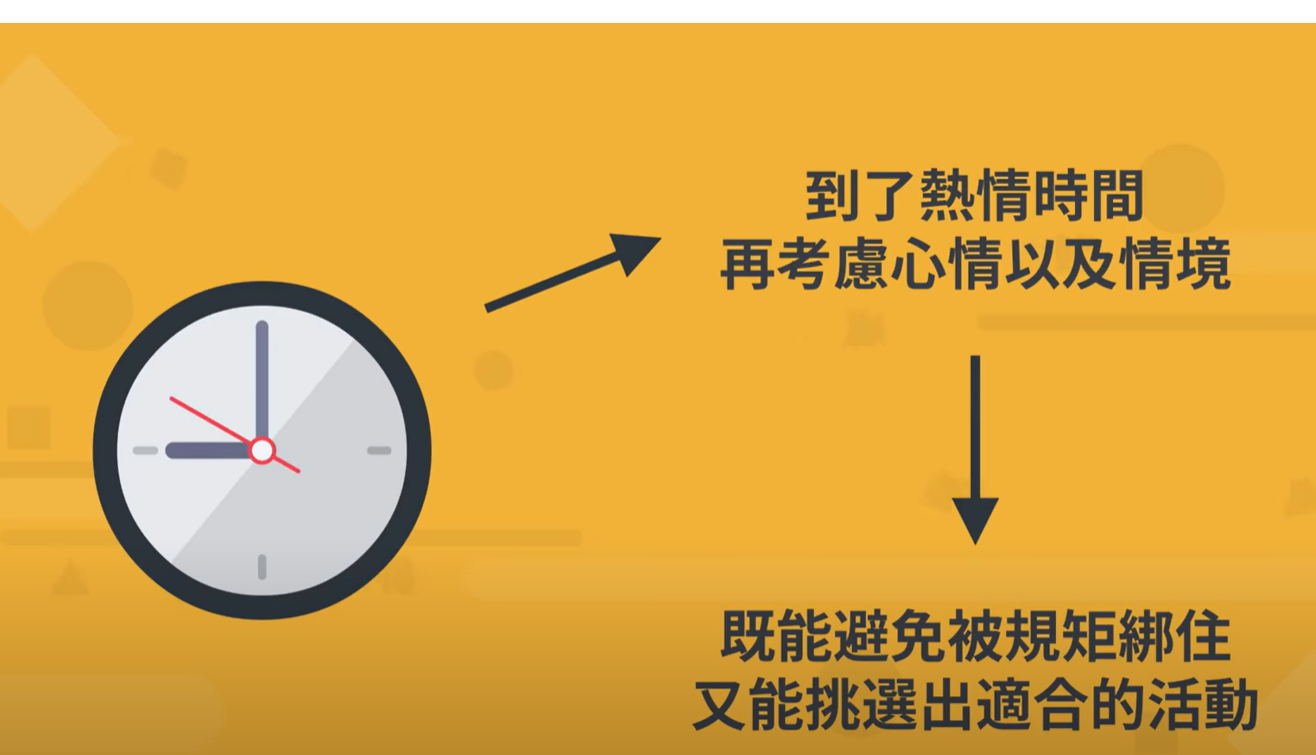 到了熱情時間
再考慮心情以及情境
既能避免被規矩綁住
又能挑選出適合的活動